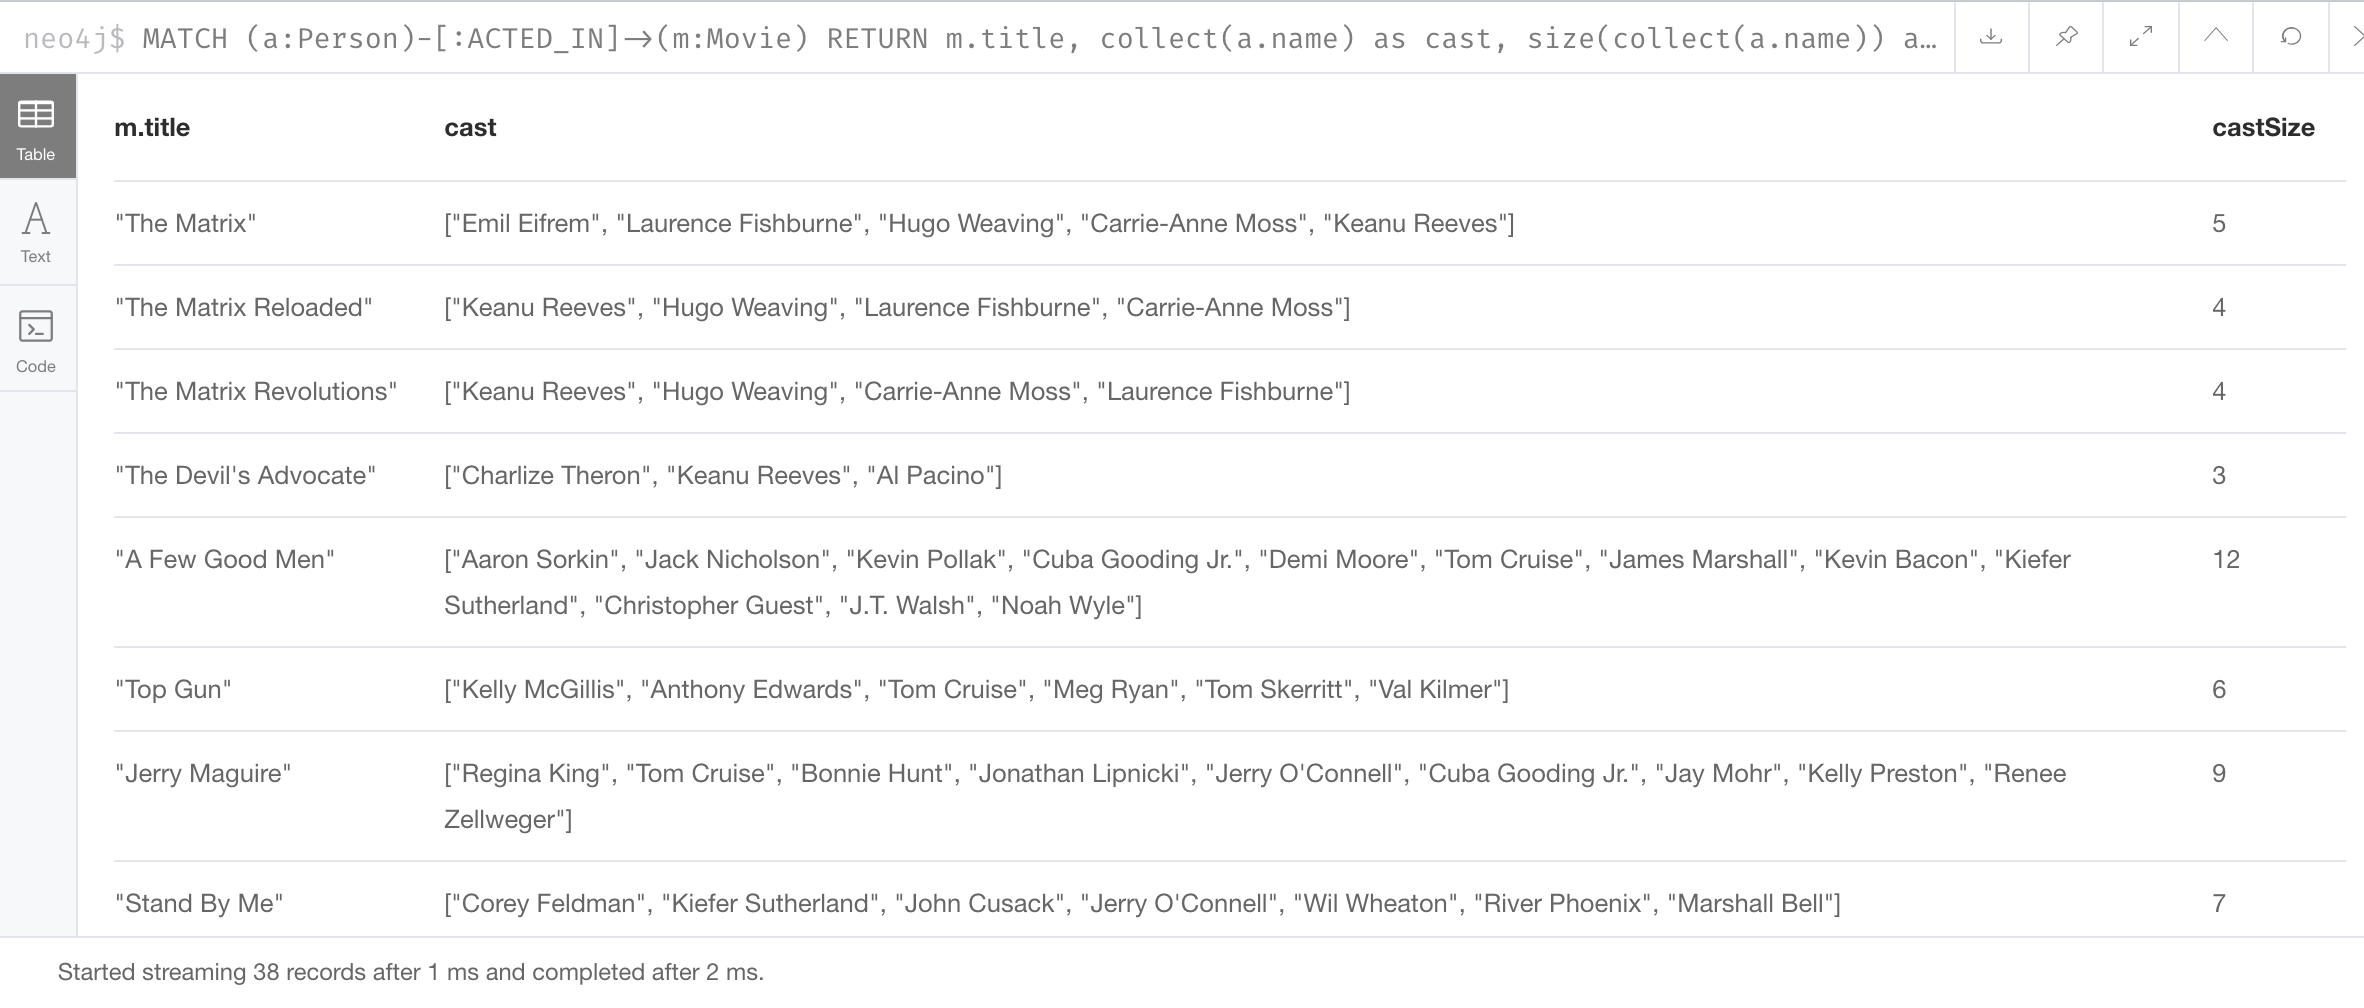 neo4j$ MATCH (a:Person)-[:ACTED_IN]->(m:Movie) RETURN m.title, collect(a.name) as cast, size(collect(a.name)) a…
m.title cast castSize
"The Matrix" ["Emil Eifrem", "Laurence Fishburne", "Hugo Weaving", "Carrie-Anne Moss", "Keanu Reeves"] 5
Table
"The Matrix Reloaded" ["Keanu Reeves", "Hugo Weaving", "Laurence Fishburne", "Carrie-Anne Moss"] 4
Text
"The Matrix Revolutions" ["Keanu Reeves", "Hugo Weaving", "Carrie-Anne Moss", "Laurence Fishburne"] 4
Code
"The Devil's Advocate" ["Charlize Theron", "Keanu Reeves", "Al Pacino"] 3
"A Few Good Men" ["Aaron Sorkin", "Jack Nicholson", "Kevin Pollak", "Cuba Gooding Jr.", "Demi Moore", "Tom Cruise", "James Marshall", "Kevin Bacon", "Kiefer 12
Sutherland", "Christopher Guest", "J.T. Walsh", "Noah Wyle"]
"Top Gun" ["Kelly McGillis", "Anthony Edwards", "Tom Cruise", "Meg Ryan", "Tom Skerritt", "Val Kilmer"] 6
"Jerry Maguire" ["Regina King", "Tom Cruise", "Bonnie Hunt", "Jonathan Lipnicki", "Jerry O'Connell", "Cuba Gooding Jr.", "Jay Mohr", "Kelly Preston", "Renee 9
Zellweger"]
"Stand By Me" ["Corey Feldman", "Kiefer Sutherland", "John Cusack", "Jerry O'Connell", "Wil Wheaton", "River Phoenix", "Marshall Bell"] 7
Started streaming 38 records after 1 ms and completed after 2 ms.